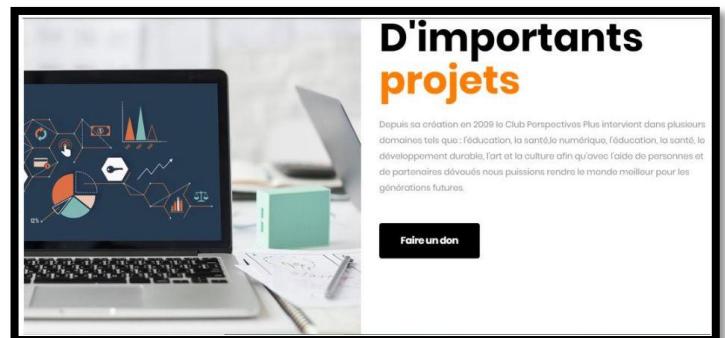 D'importants
projets
Depuis sa création en 2009 le Club Perspectives Plus intervient dans plusieurs
domaines tels que : l'éducation, la santé,le numérique, l'éducation, la santé, le
développement durable, l'art et la culture afin qu'avec l'aide de personnes et
de partenaires dévoués nous puissions rendre le monde meilleur pour les
générations futures.
Faire un don
12%